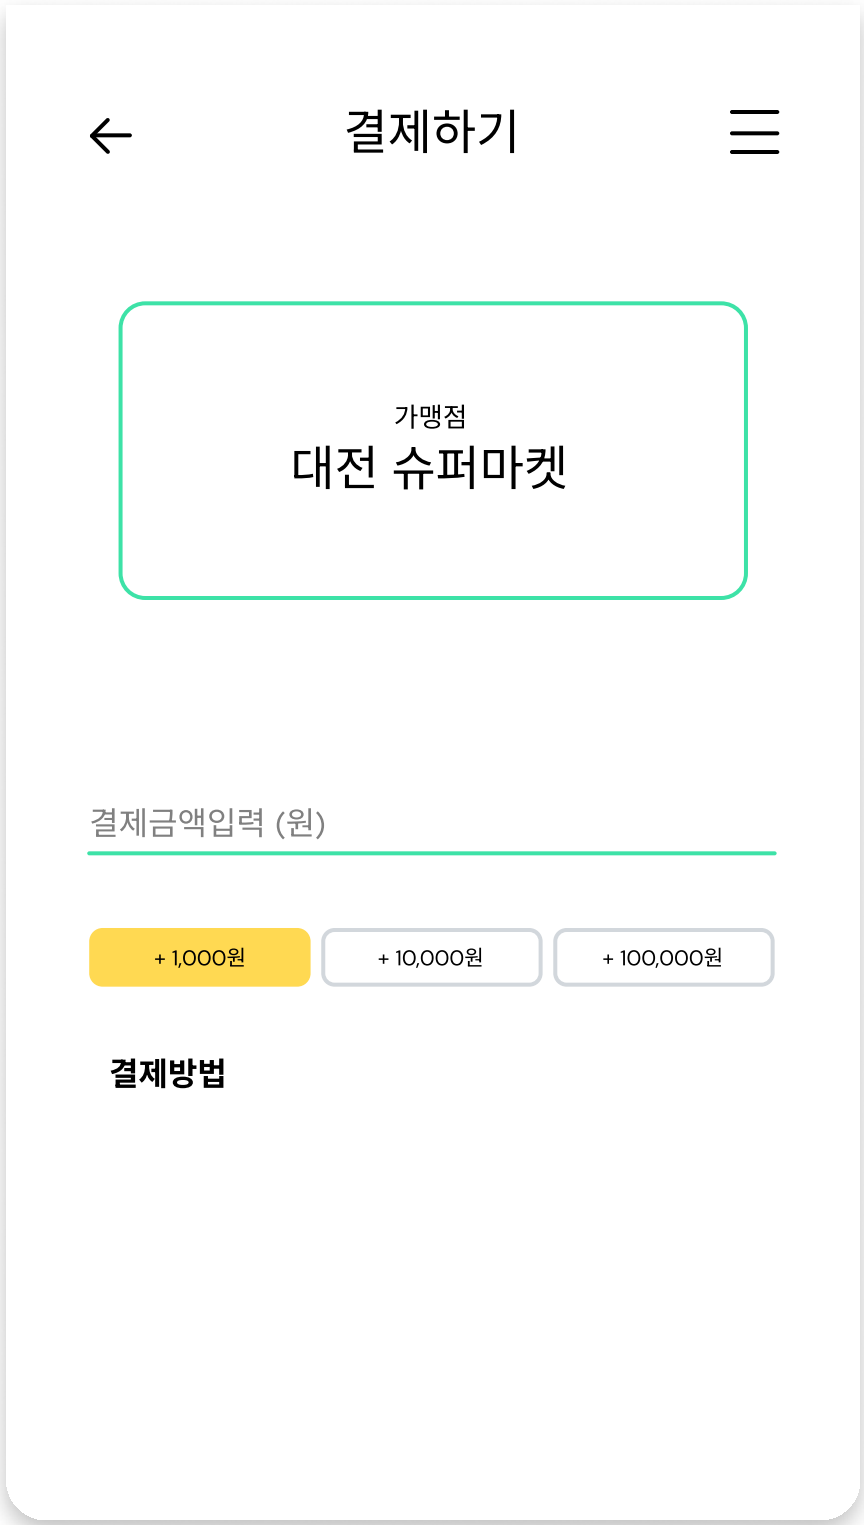 결제하기
가맹점
대전 슈퍼마켓
결제금액입력 (원)
+ 1,000원
+ 10,000원
+ 100,000원
결제방법